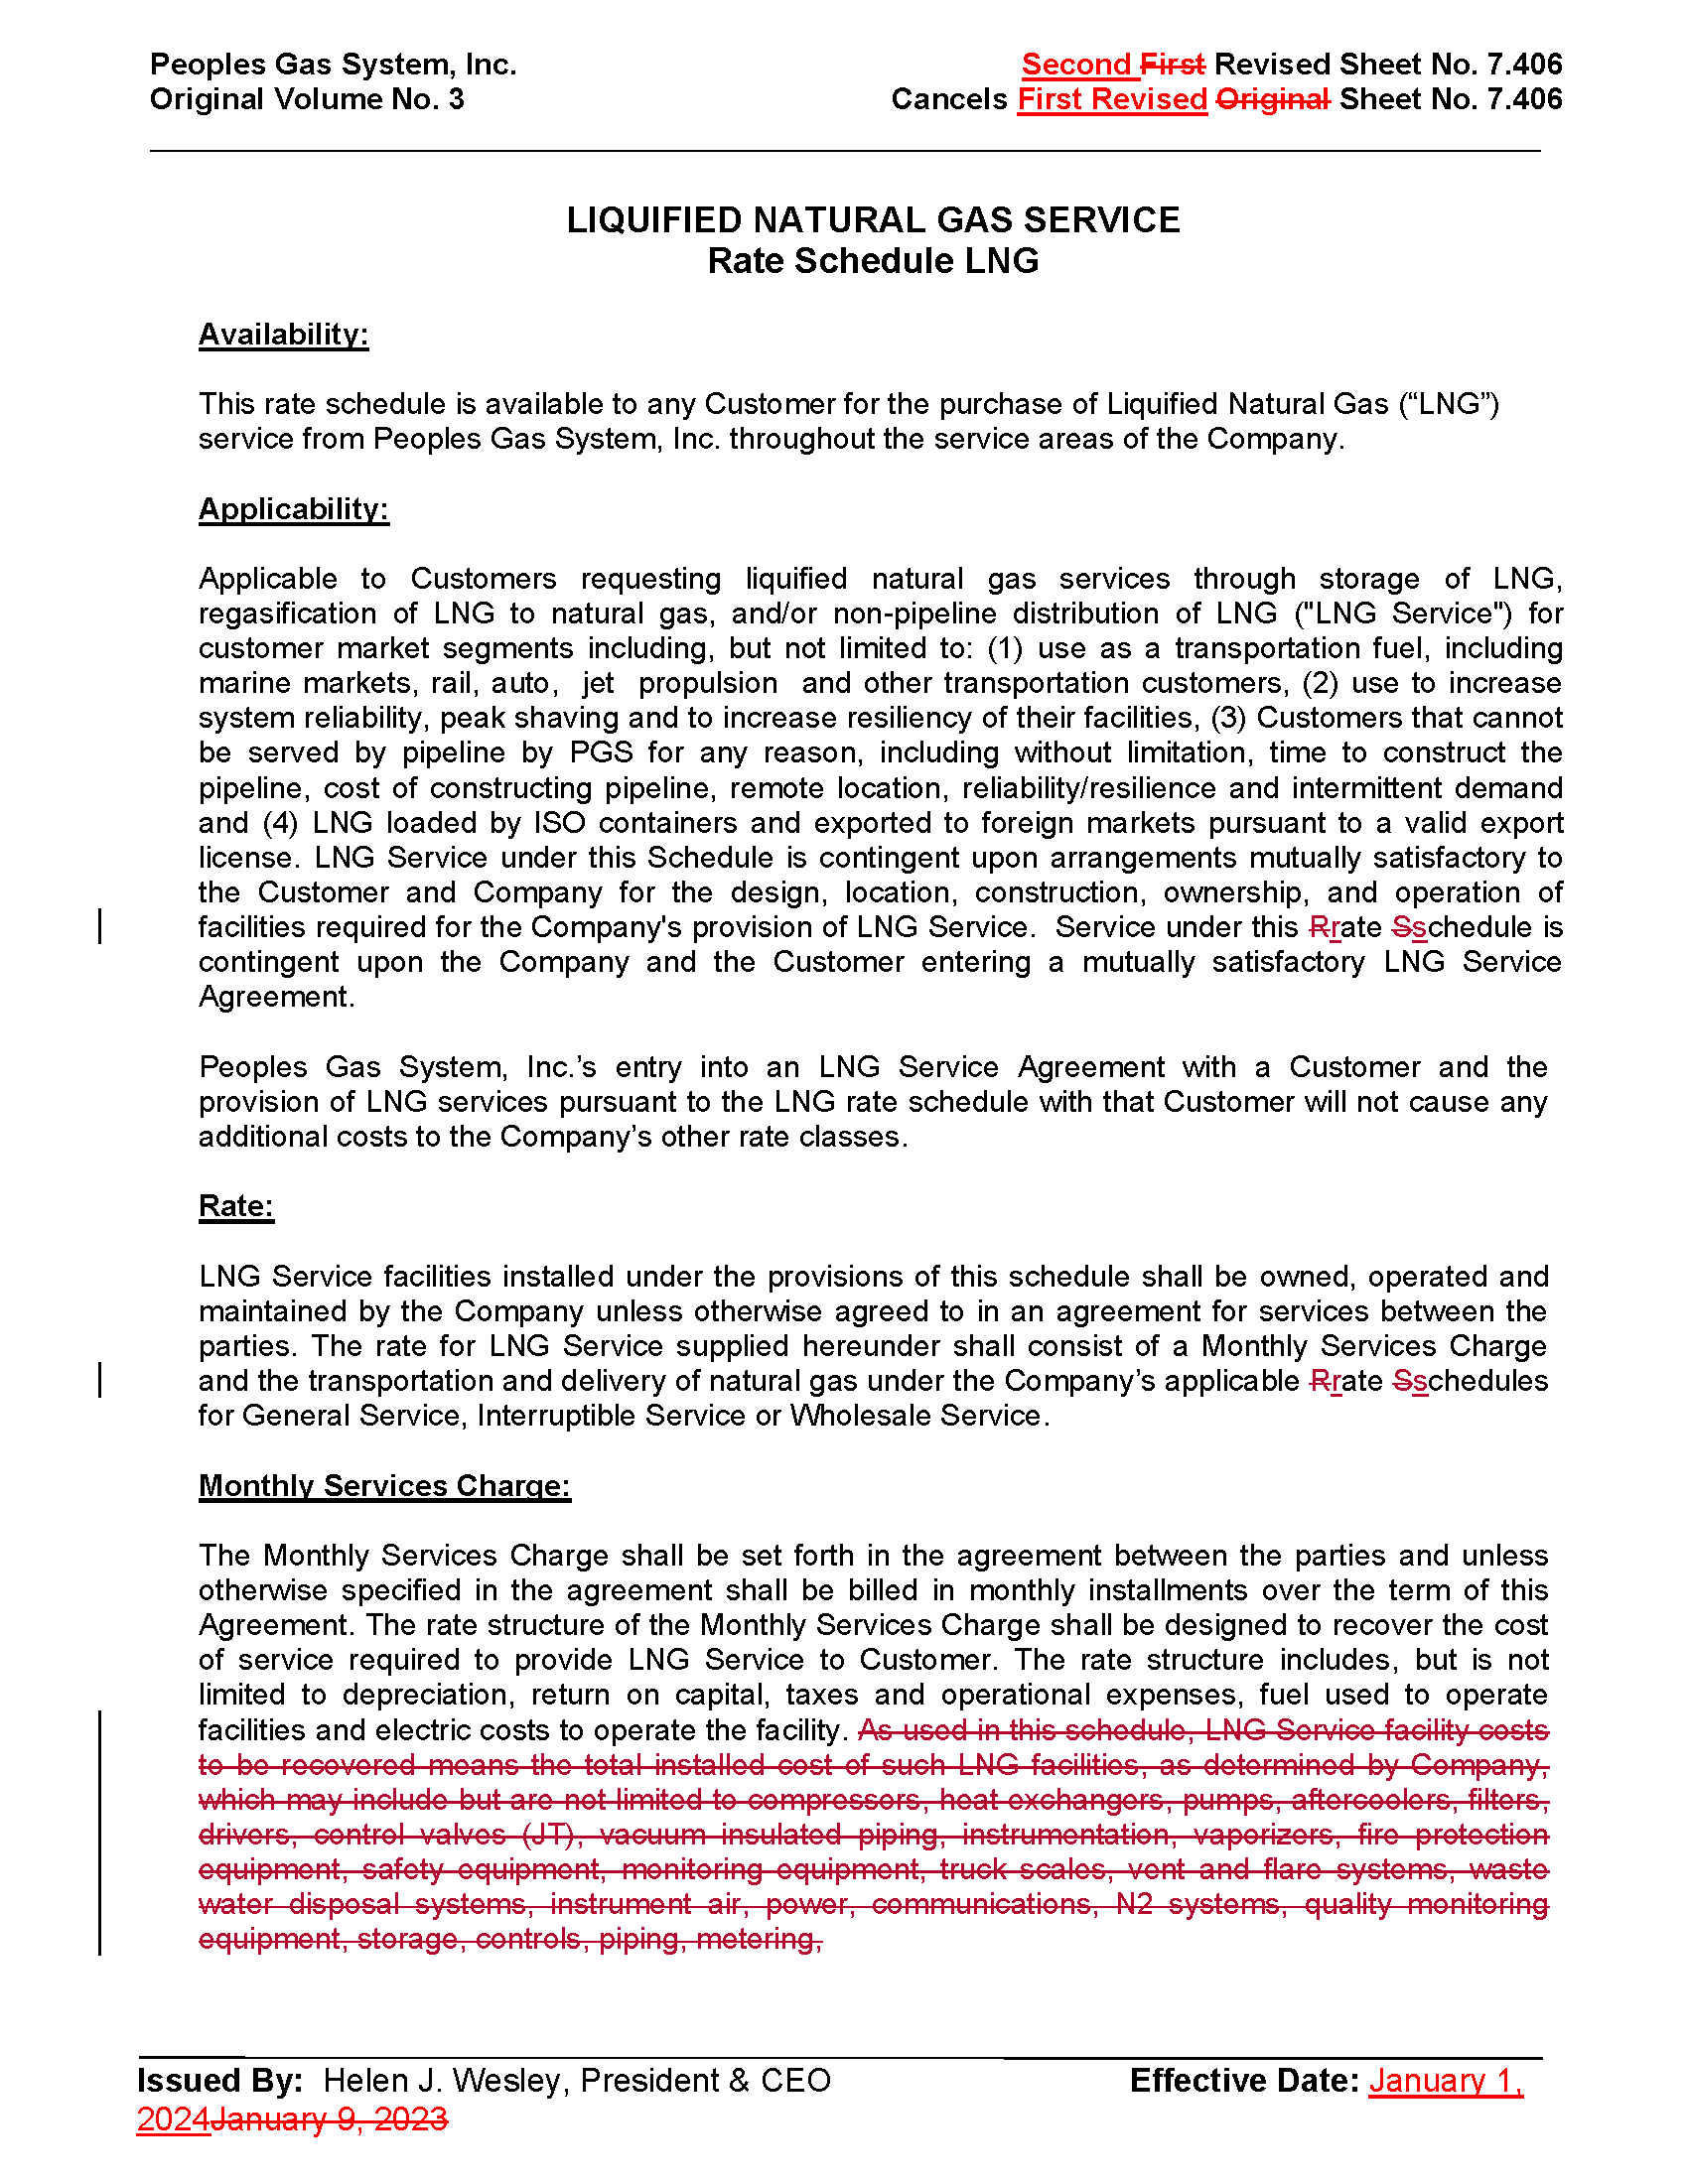 Peoples Gas System, Inc.
Original Volume No. 3
Second First Revised Sheet No. 7.406
Cancels First Revised Original Sheet No. 7.406
LIQUIFIED NATURAL GAS SERVICE
Rate Schedule LNG
Availability:
This rate schedule is available to any Customer for the purchase of Liquified Natural Gas (“LNG”)
service from Peoples Gas System, Inc. throughout the service areas of the Company.
Applicability:
Applicable to Customers requesting liquified natural gas services through storage of LNG,
regasification of LNG to natural gas, and/or non-pipeline distribution of LNG ("LNG Service") for
customer market segments including, but not limited to: (1) use as a transportation fuel, including
marine markets, rail, auto, jet propulsion and other transportation customers, (2) use to increase
system reliability, peak shaving and to increase resiliency of their facilities, (3) Customers that cannot
be served by pipeline by PGS for any reason, including without limitation, time to construct the
pipeline, cost of constructing pipeline, remote location, reliability/resilience and intermittent demand
and (4) LNG loaded by ISO containers and exported to foreign markets pursuant to a valid export
license. LNG Service under this Schedule is contingent upon arrangements mutually satisfactory to
the Customer and Company for the design, location, construction, ownership, and operation of
facilities required for the Company's provision of LNG Service. Service under this Rrate Sschedule is
contingent upon the Company and the Customer entering a mutually satisfactory LNG Service
Agreement.
Peoples Gas System, Inc.’s entry into an LNG Service Agreement with a Customer and the
provision of LNG services pursuant to the LNG rate schedule with that Customer will not cause any
additional costs to the Company’s other rate classes.
Rate:
LNG Service facilities installed under the provisions of this schedule shall be owned, operated and
maintained by the Company unless otherwise agreed to in an agreement for services between the
parties. The rate for LNG Service supplied hereunder shall consist of a Monthly Services Charge
and the transportation and delivery of natural gas under the Company’s applicable Rrate Sschedules
for General Service, Interruptible Service or Wholesale Service.
Monthly Services Charge:
The Monthly Services Charge shall be set forth in the agreement between the parties and unless
otherwise specified in the agreement shall be billed in monthly installments over the term of this
Agreement. The rate structure of the Monthly Services Charge shall be designed to recover the cost
of service required to provide LNG Service to Customer. The rate structure includes, but is not
limited to depreciation, return on capital, taxes and operational expenses, fuel used to operate
facilities and electric costs to operate the facility. As used in this schedule, LNG Service facility costs
to be recovered means the total installed cost of such LNG facilities, as determined by Company,
which may include but are not limited to compressors, heat exchangers, pumps, aftercoolers, filters,
drivers, control valves (JT), vacuum insulated piping, instrumentation, vaporizers, fire protection
equipment, safety equipment, monitoring equipment, truck scales, vent and flare systems, waste
water disposal systems, instrument air, power, communications, N2 systems, quality monitoring
equipment, storage, controls, piping, metering,
Issued By: Helen J. Wesley, President & CEO
Effective Date: January 1,
2024January 9, 2023